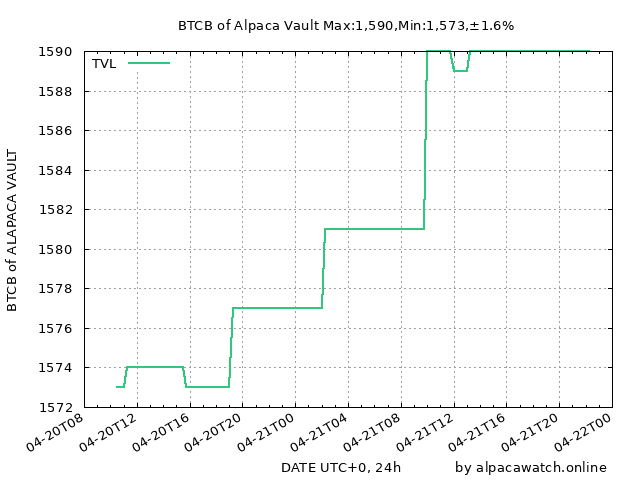 BTCB of Alpaca Vault Max:1,590,Min:1,573,±1.6%
TVL
1590
1588
1586
1584
1582
1580
1578
1576
1574
1572
BTCB of ALAPACA VAULT
04-20T08
04-20T12
04-20T16
04-20T20
04-21T00
04-21T04
04-21T08
04-21T12
04-21T16
04-21T20
04-22T00
DATE UTC+0, 24h
by alpacawatch.online